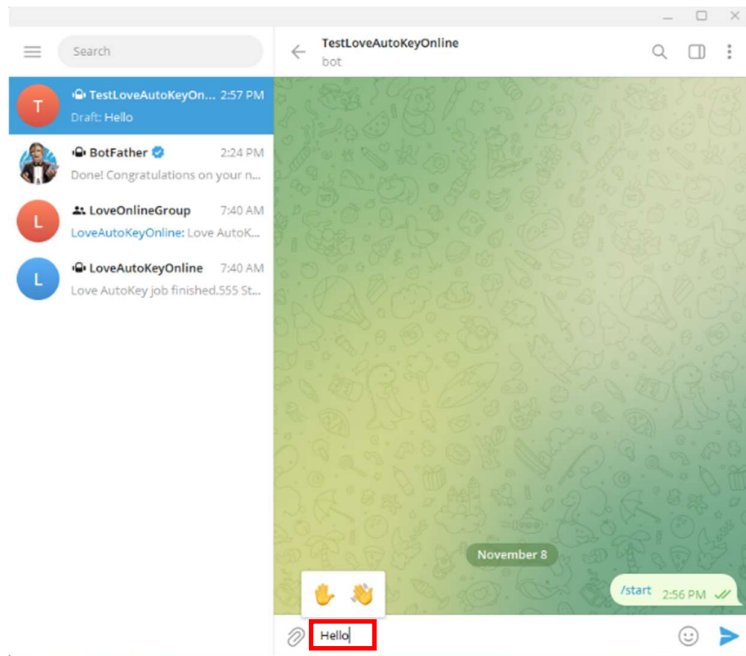 Search
T
TestLoveAutoKeyOn... 2:57 PM
Draft: Hello
BotFather 2:24 PM
Done! Congratulations on your n...
L
LoveOnlineGroup 7:40 AM
LoveAutoKeyOnline: Love AutoK...
L
LoveAutoKeyOnline 7:40 AM
Love AutoKey job finished.555 St...
TestLoveAutoKeyOnline
bot
November 8
/start 2:56 PM
Hello